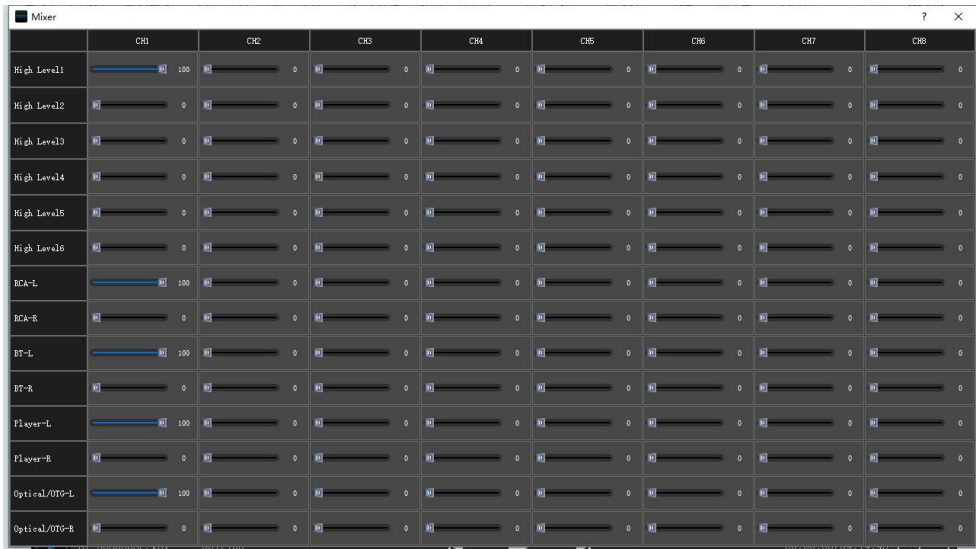 Mixer ? ×
CH1 CH2 CH3 CH4 CH5 CH6 CH7 CH8
High Level1 100 0 0 0 0 0 0 0
High Level2 0 0 0 0 0 0 0 0
High Level3 0 0 0 0 0 0 0 0
High Level4 0 0 0 0 0 0 0 0
High Level5 0 0 0 0 0 0 0 0
High Level6 0 0 0 0 0 0 0 0
RCA-L 100 0 0 0 0 0 0 0
RCA-R 0 0 0 0 0 0 0 0
BT-L 100 0 0 0 0 0 0 0
BT-R 0 0 0 0 0 0 0 0
Player-L 100 0 0 0 0 0 0 0
Player-R 0 0 0 0 0 0 0 0
Optical/OTG-L 100 0 0 0 0 0 0 0
Optical/OTG-R 0 0 0 0 0 0 0 0